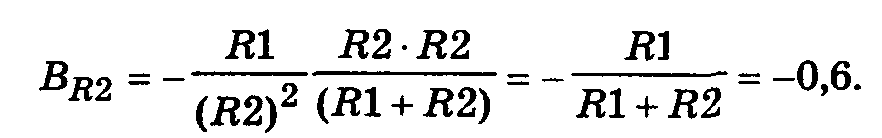 B_{R2} = -\frac{R1}{(R2)^2} \frac{R2 \cdot R2}{(R1 + R2)} = -\frac{R1}{R1 + R2} = -0,6.